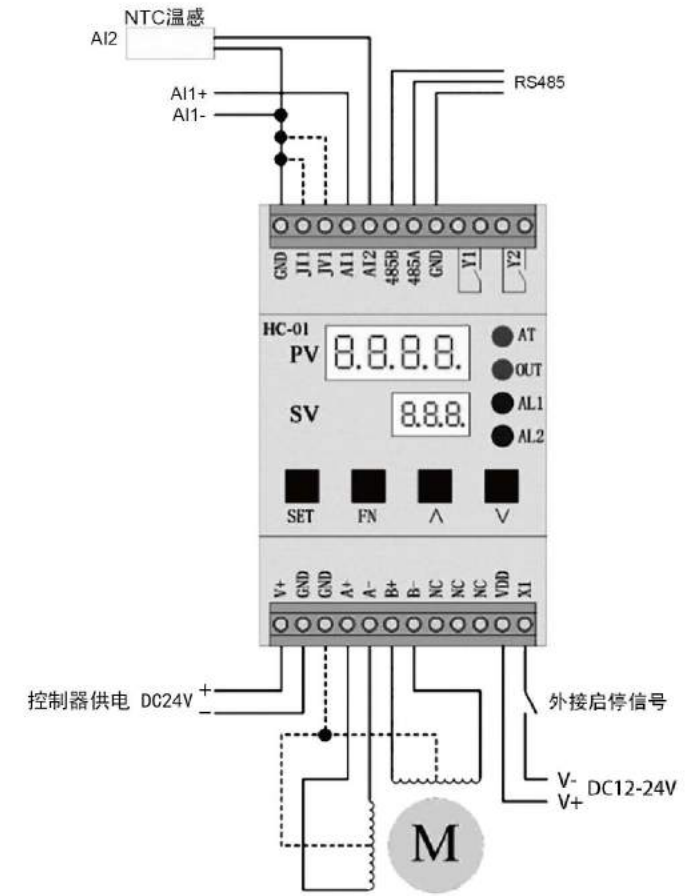 NTC温感
AI2
AI1+
AI1-
RS485
GND JI1 JV1 AI1 AI2 485B 485A GND Y1 Y2
HC-01
PV 8.8.8.8.
AT
OUT
SV 8.8.8.
AL1
AL2
SET FN ∧ ∨
V+ GND GND A+ A- B+ B- NC NC NC VDD X1
控制器供电 DC24V + −
外接启停信号
V-
V+
DC12-24V
M